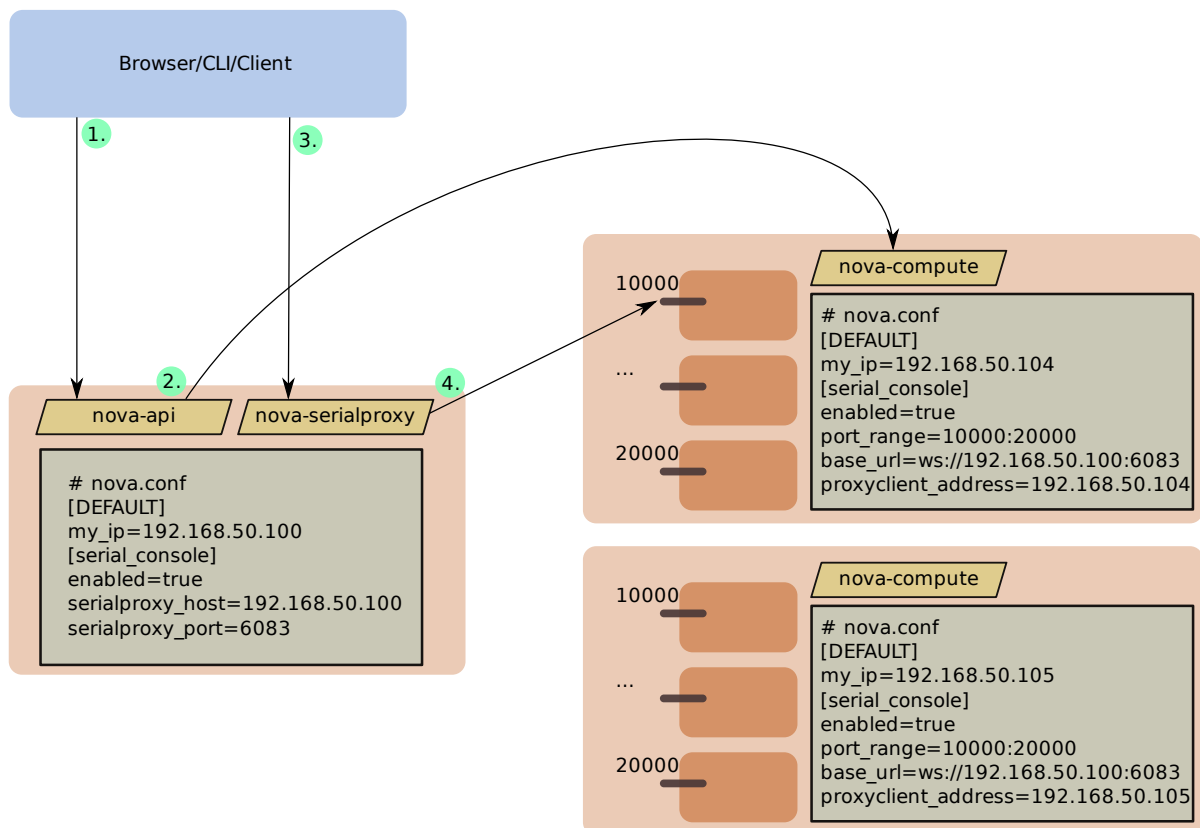 Browser/CLI/Client
1.
3.
2.
4.
nova-api
nova-serialproxy
# nova.conf
[DEFAULT]
my_ip=192.168.50.100
[serial_console]
enabled=true
serialproxy_host=192.168.50.100
serialproxy_port=6083
10000
...
20000
nova-compute
# nova.conf
[DEFAULT]
my_ip=192.168.50.104
[serial_console]
enabled=true
port_range=10000:20000
base_url=ws://192.168.50.100:6083
proxyclient_address=192.168.50.104
10000
...
20000
nova-compute
# nova.conf
[DEFAULT]
my_ip=192.168.50.105
[serial_console]
enabled=true
port_range=10000:20000
base_url=ws://192.168.50.100:6083
proxyclient_address=192.168.50.105